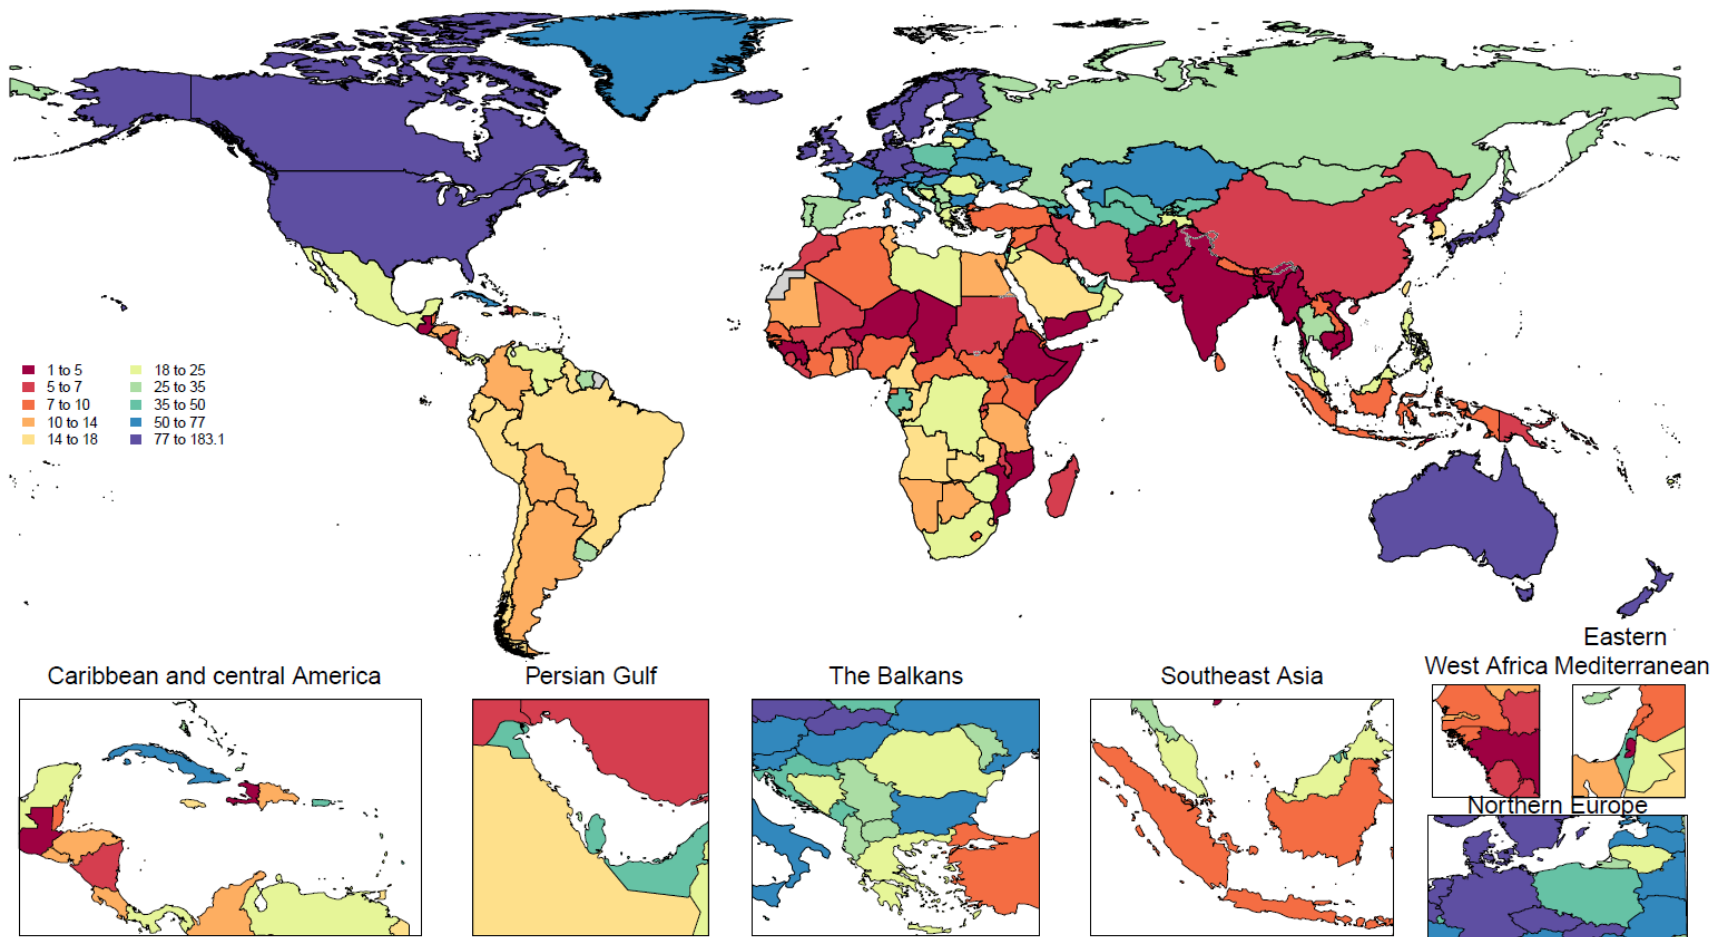 1 to 5
5 to 7
7 to 10
10 to 14
14 to 18
18 to 25
25 to 35
35 to 50
50 to 77
77 to 183.1
Caribbean and central America
Persian Gulf
The Balkans
Southeast Asia
West Africa
Eastern
Mediterranean
Northern Europe